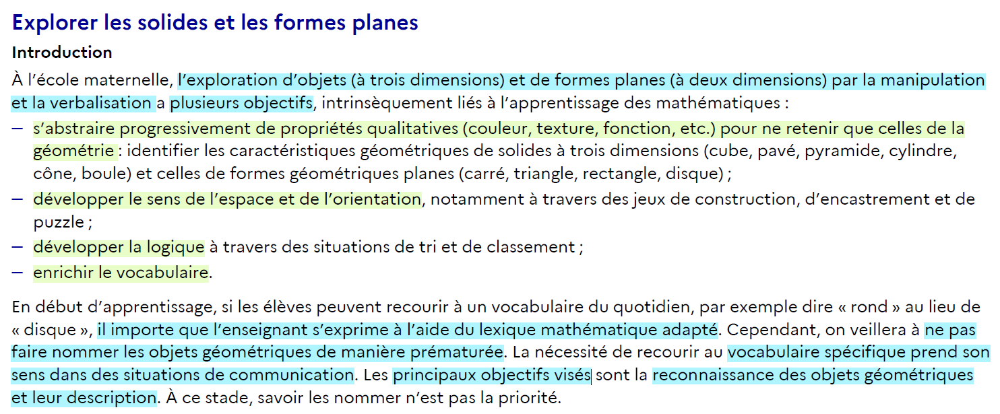 Explorer les solides et les formes planes
Introduction
À l’école maternelle, l’exploration d’objets (à trois dimensions) et de formes planes (à deux dimensions) par la manipulation
et la verbalisation a plusieurs objectifs, intrinsèquement liés à l’apprentissage des mathématiques :
— s’abstraire progressivement de propriétés qualitatives (couleur, texture, fonction, etc.) pour ne retenir que celles de la
géométrie : identifier les caractéristiques géométriques de solides à trois dimensions (cube, pavé, pyramide, cylindre,
cône, boule) et celles de formes géométriques planes (carré, triangle, rectangle, disque) ;
— développer le sens de l’espace et de l’orientation, notamment à travers des jeux de construction, d’encastrement et de
puzzle ;
— développer la logique à travers des situations de tri et de classement ;
— enrichir le vocabulaire.
En début d’apprentissage, si les élèves peuvent recourir à un vocabulaire du quotidien, par exemple dire « rond » au lieu de
« disque », il importe que l’enseignant s’exprime à l’aide du lexique mathématique adapté. Cependant, on veillera à ne pas
faire nommer les objets géométriques de manière prématurée. La nécessité de recourir au vocabulaire spécifique prend son
sens dans des situations de communication. Les principaux objectifs visés sont la reconnaissance des objets géométriques
et leur description. À ce stade, savoir les nommer n’est pas la priorité.